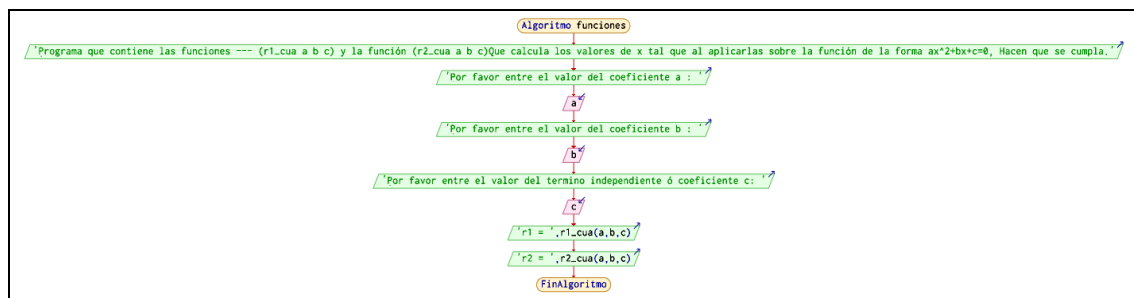 Algoritmo funciones
'Programa que contiene las funciones --- (r1_cua a b c) y la función (r2_cua a b c)Que calcula los valores de x tal que al aplicarlas sobre la función de la forma ax^2+bx+c=0, Hacen que se cumpla.'
'Por favor entre el valor del coeficiente a : '
a
'Por favor entre el valor del coeficiente b : '
b
'Por favor entre el valor del termino independiente ó coeficiente c: '
c
'r1 = ',r1_cua(a,b,c)
'r2 = ',r2_cua(a,b,c)
FinAlgoritmo